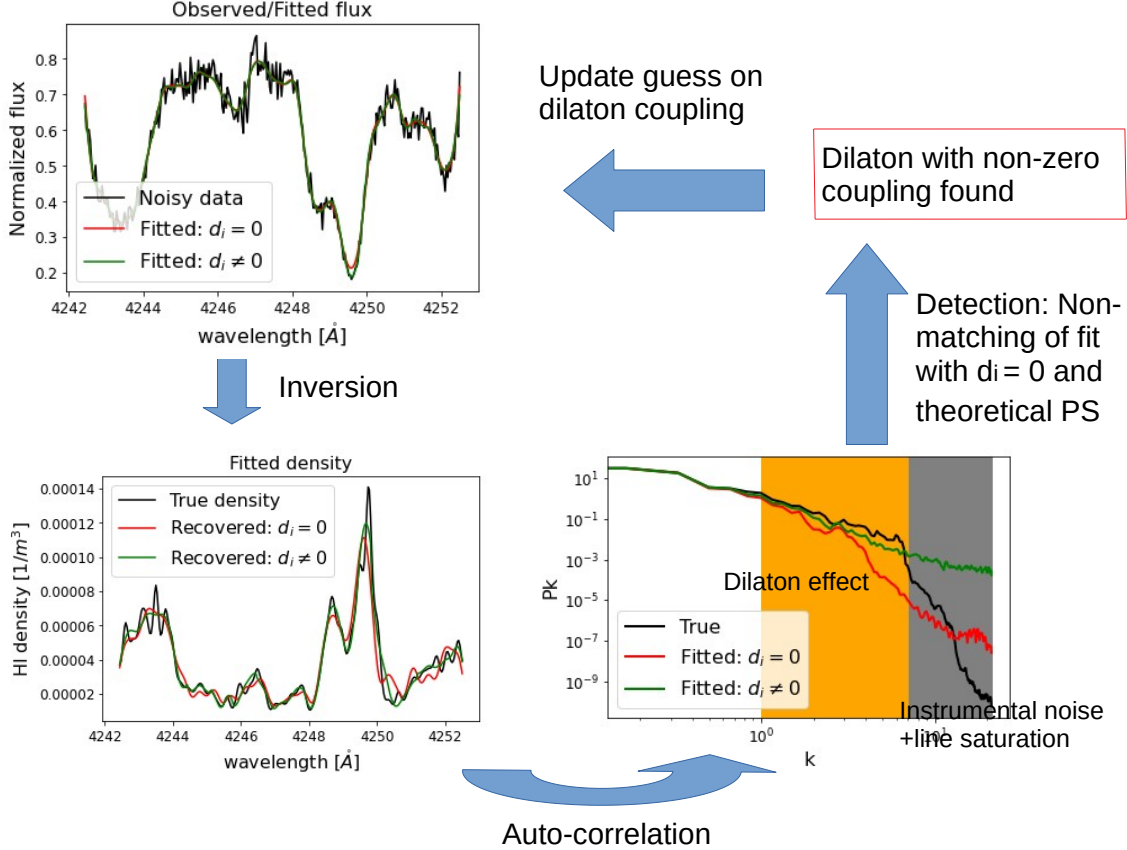 Observed/Fitted flux
Normalized flux
0.8
0.7
0.6
0.5
0.4
0.3
0.2
Noisy data
Fitted: $d_i = 0$
Fitted: $d_i \neq 0$
4242
4244
4246
4248
4250
4252
wavelength [Å]
Update guess on
dilaton coupling
Dilaton with non-zero
coupling found
Detection: Non-
matching of fit
with di = 0 and
theoretical PS
Inversion
Fitted density
HI density [1/m³]
0.00014
0.00012
0.00010
0.00008
0.00006
0.00004
0.00002
True density
Recovered: $d_i = 0$
Recovered: $d_i \neq 0$
4242
4244
4246
4248
4250
4252
wavelength [Å]
Pk
10¹
10⁻¹
10⁻³
10⁻⁵
10⁻⁷
10⁻⁹
Dilaton effect
True
Fitted: $d_i = 0$
Fitted: $d_i \neq 0$
Instrumental noise
+line saturation
10⁰
10¹
k
Auto-correlation